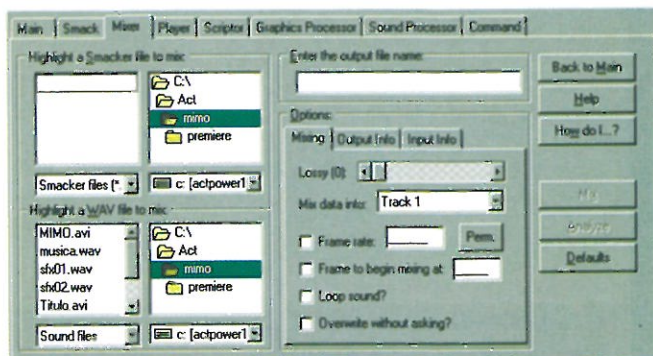 Main Smack Mixer Player Scriptor Graphics Processor Sound Processor Command
Highlight a Smacker file to mix:
C:\
Act
mimo
premiere
Smacker files (*.
c: [actpower1
Highlight a WAV file to mix:
MIMO.avi
musica.wav
sfx01.wav
sfx02.wav
Titulo.avi
Sound files
C:\
Act
mimo
premiere
c: [actpower1
Enter the output file name:
Options:
Mixing Output Info Input Info
Lossy (0):
Mix data into: Track 1
Frame rate: Perm.
Frame to begin mixing at:
Loop sound?
Overwrite without asking?
Back to Main
Help
How do I...?
Mix
Analyze
Defaults